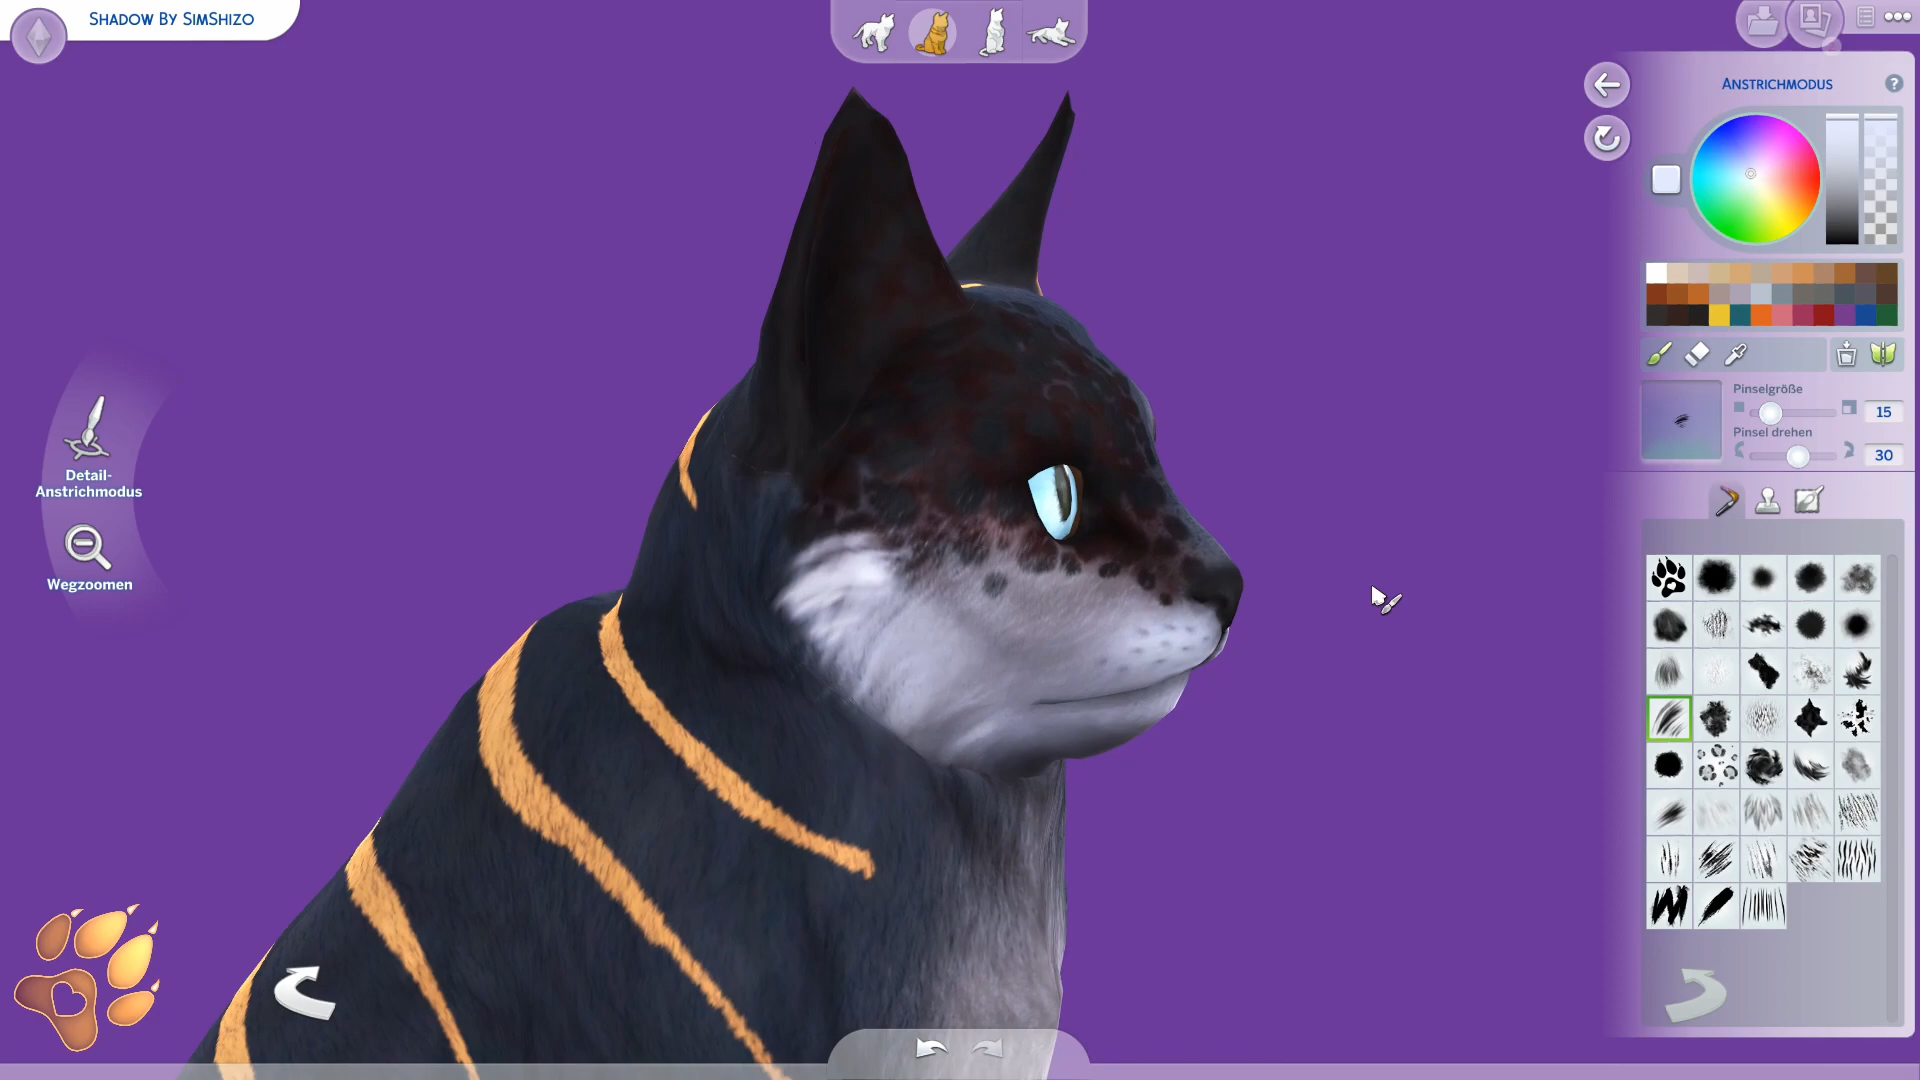 Shadow By SimShizo
Anstrichmodus
?
Pinselgröße
15
Pinsel drehen
30
Detail-
Anstrichmodus
Wegzoomen